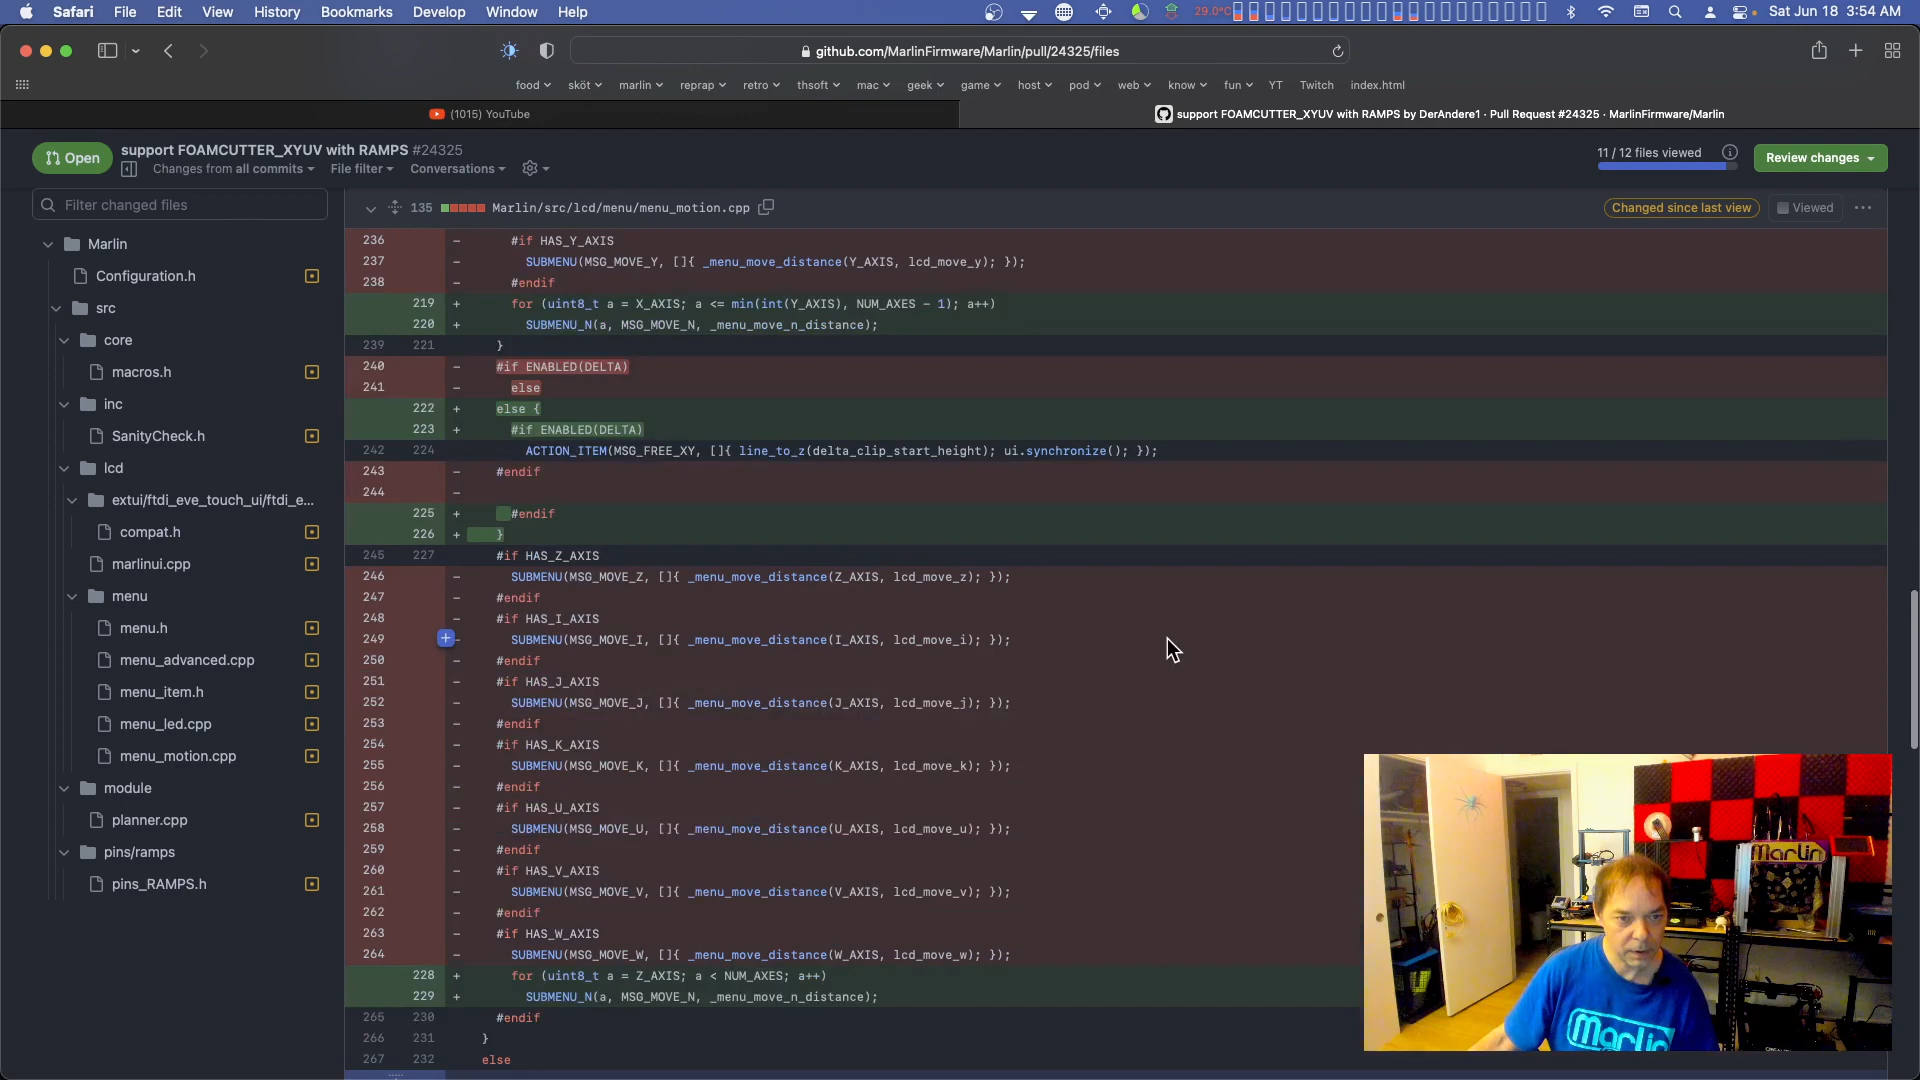 Safari File Edit View History Bookmarks Develop Window Help
29.0°C
Sat Jun 18 3:54 AM
github.com/MarlinFirmware/Marlin/pull/24325/files
food sköt marlin reprap retro thsoft mac geek game host pod web know fun YT Twitch index.html
(1015) YouTube
support FOAMCUTTER_XYUV with RAMPS by DerAndere1 · Pull Request #24325 · MarlinFirmware/Marlin
Open
support FOAMCUTTER_XYUV with RAMPS #24325
Changes from all commits File filter Conversations
11 / 12 files viewed
Review changes
Filter changed files
Marlin
Configuration.h
src
core
macros.h
inc
SanityCheck.h
lcd
extui/ftdi_eve_touch_ui/ftdi_e...
compat.h
marlinui.cpp
menu
menu.h
menu_advanced.cpp
menu_item.h
menu_led.cpp
menu_motion.cpp
module
planner.cpp
pins/ramps
pins_RAMPS.h
135 Marlin/src/lcd/menu/menu_motion.cpp
Changed since last view
Viewed
236 - #if HAS_Y_AXIS
237 - SUBMENU(MSG_MOVE_Y, []{ _menu_move_distance(Y_AXIS, lcd_move_y); });
238 - #endif
219 + for (uint8_t a = X_AXIS; a <= min(int(Y_AXIS), NUM_AXES - 1); a++)
220 + SUBMENU_N(a, MSG_MOVE_N, _menu_move_n_distance);
239 221 }
240 - #if ENABLED(DELTA)
241 - else
222 + else {
223 + #if ENABLED(DELTA)
242 224 ACTION_ITEM(MSG_FREE_XY, []{ line_to_z(delta_clip_start_height); ui.synchronize(); });
243 - #endif
244 -
225 + #endif
226 + }
245 227 #if HAS_Z_AXIS
246 - SUBMENU(MSG_MOVE_Z, []{ _menu_move_distance(Z_AXIS, lcd_move_z); });
247 - #endif
248 - #if HAS_I_AXIS
249 - SUBMENU(MSG_MOVE_I, []{ _menu_move_distance(I_AXIS, lcd_move_i); });
250 - #endif
251 - #if HAS_J_AXIS
252 - SUBMENU(MSG_MOVE_J, []{ _menu_move_distance(J_AXIS, lcd_move_j); });
253 - #endif
254 - #if HAS_K_AXIS
255 - SUBMENU(MSG_MOVE_K, []{ _menu_move_distance(K_AXIS, lcd_move_k); });
256 - #endif
257 - #if HAS_U_AXIS
258 - SUBMENU(MSG_MOVE_U, []{ _menu_move_distance(U_AXIS, lcd_move_u); });
259 - #endif
260 - #if HAS_V_AXIS
261 - SUBMENU(MSG_MOVE_V, []{ _menu_move_distance(V_AXIS, lcd_move_v); });
262 - #endif
263 - #if HAS_W_AXIS
264 - SUBMENU(MSG_MOVE_W, []{ _menu_move_distance(W_AXIS, lcd_move_w); });
228 + for (uint8_t a = Z_AXIS; a < NUM_AXES; a++)
229 + SUBMENU_N(a, MSG_MOVE_N, _menu_move_n_distance);
265 230 #endif
266 231 }
267 232 else
Marlin
Marlin